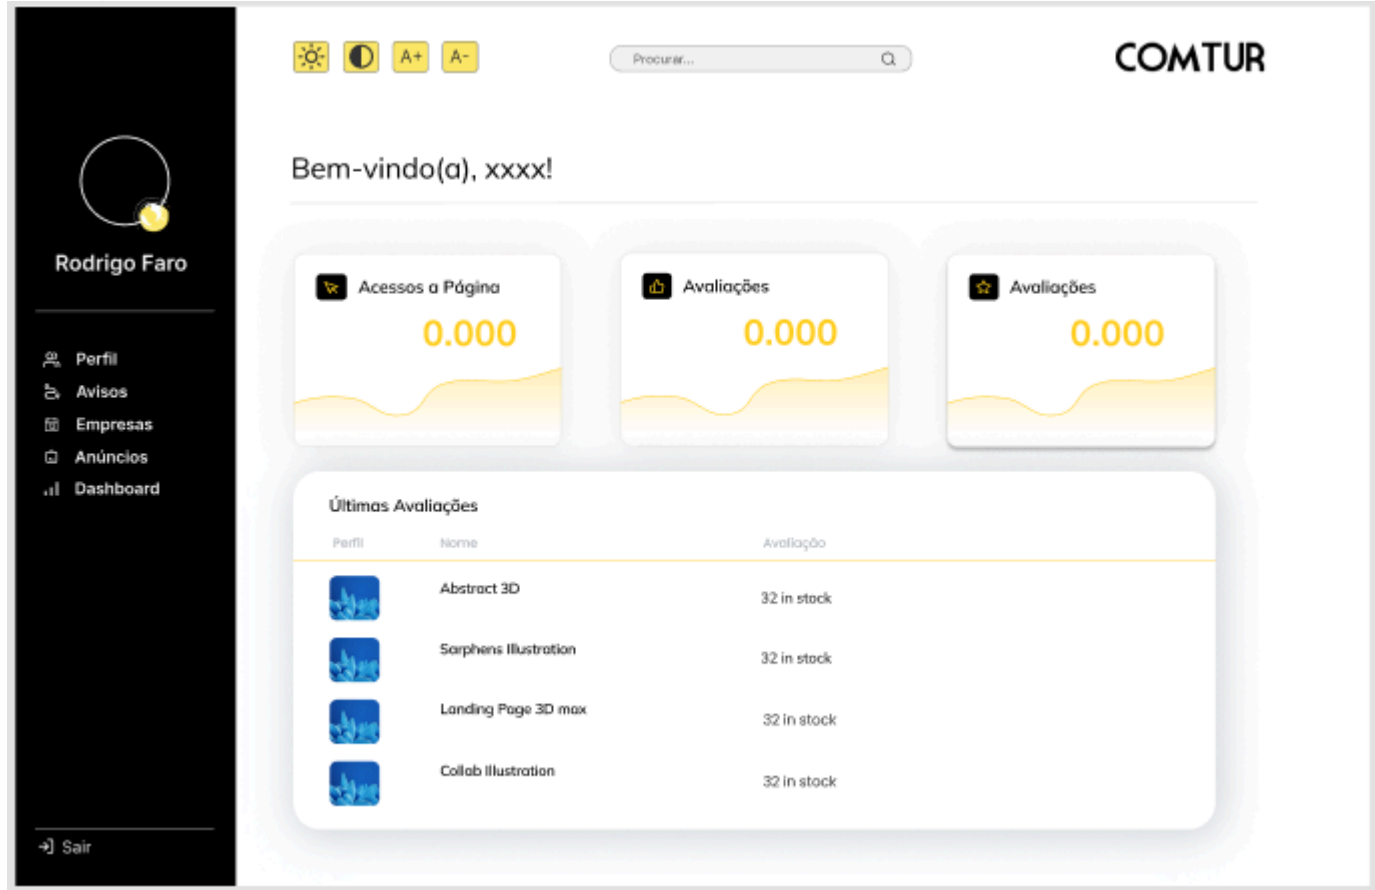 Rodrigo Faro
Perfil
Avisos
Empresas
Anúncios
Dashboard
Sair
A+
A-
Procurar...
COMTUR
Bem-vindo(a), xxxx!
Acessos a Página
0.000
Avaliações
0.000
Avaliações
0.000
Últimas Avaliações
Perfil Nome Avaliação
Abstract 3D 32 in stock
Sarphens Illustration 32 in stock
Landing Page 3D max 32 in stock
Collab Illustration 32 in stock